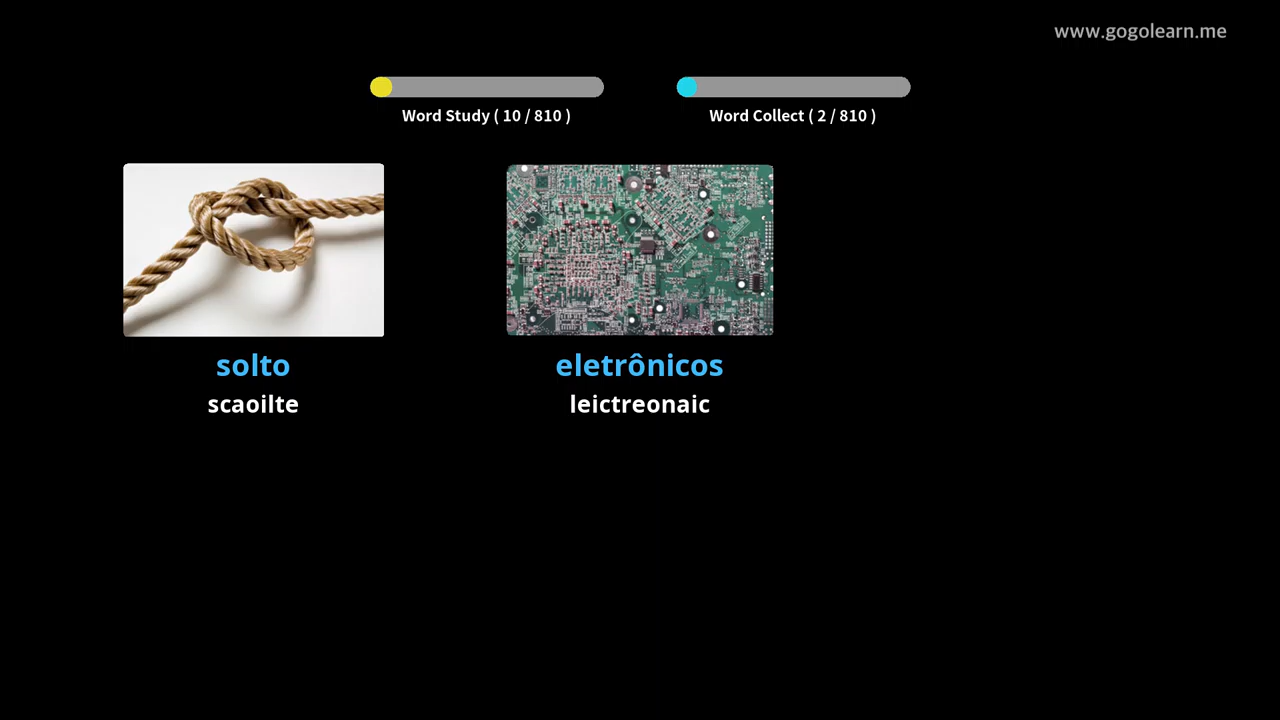 www.gogolearn.me
Word Study ( 10 / 810 )
Word Collect ( 2 / 810 )
solto
scaoilte
eletrônicos
leictreonaic